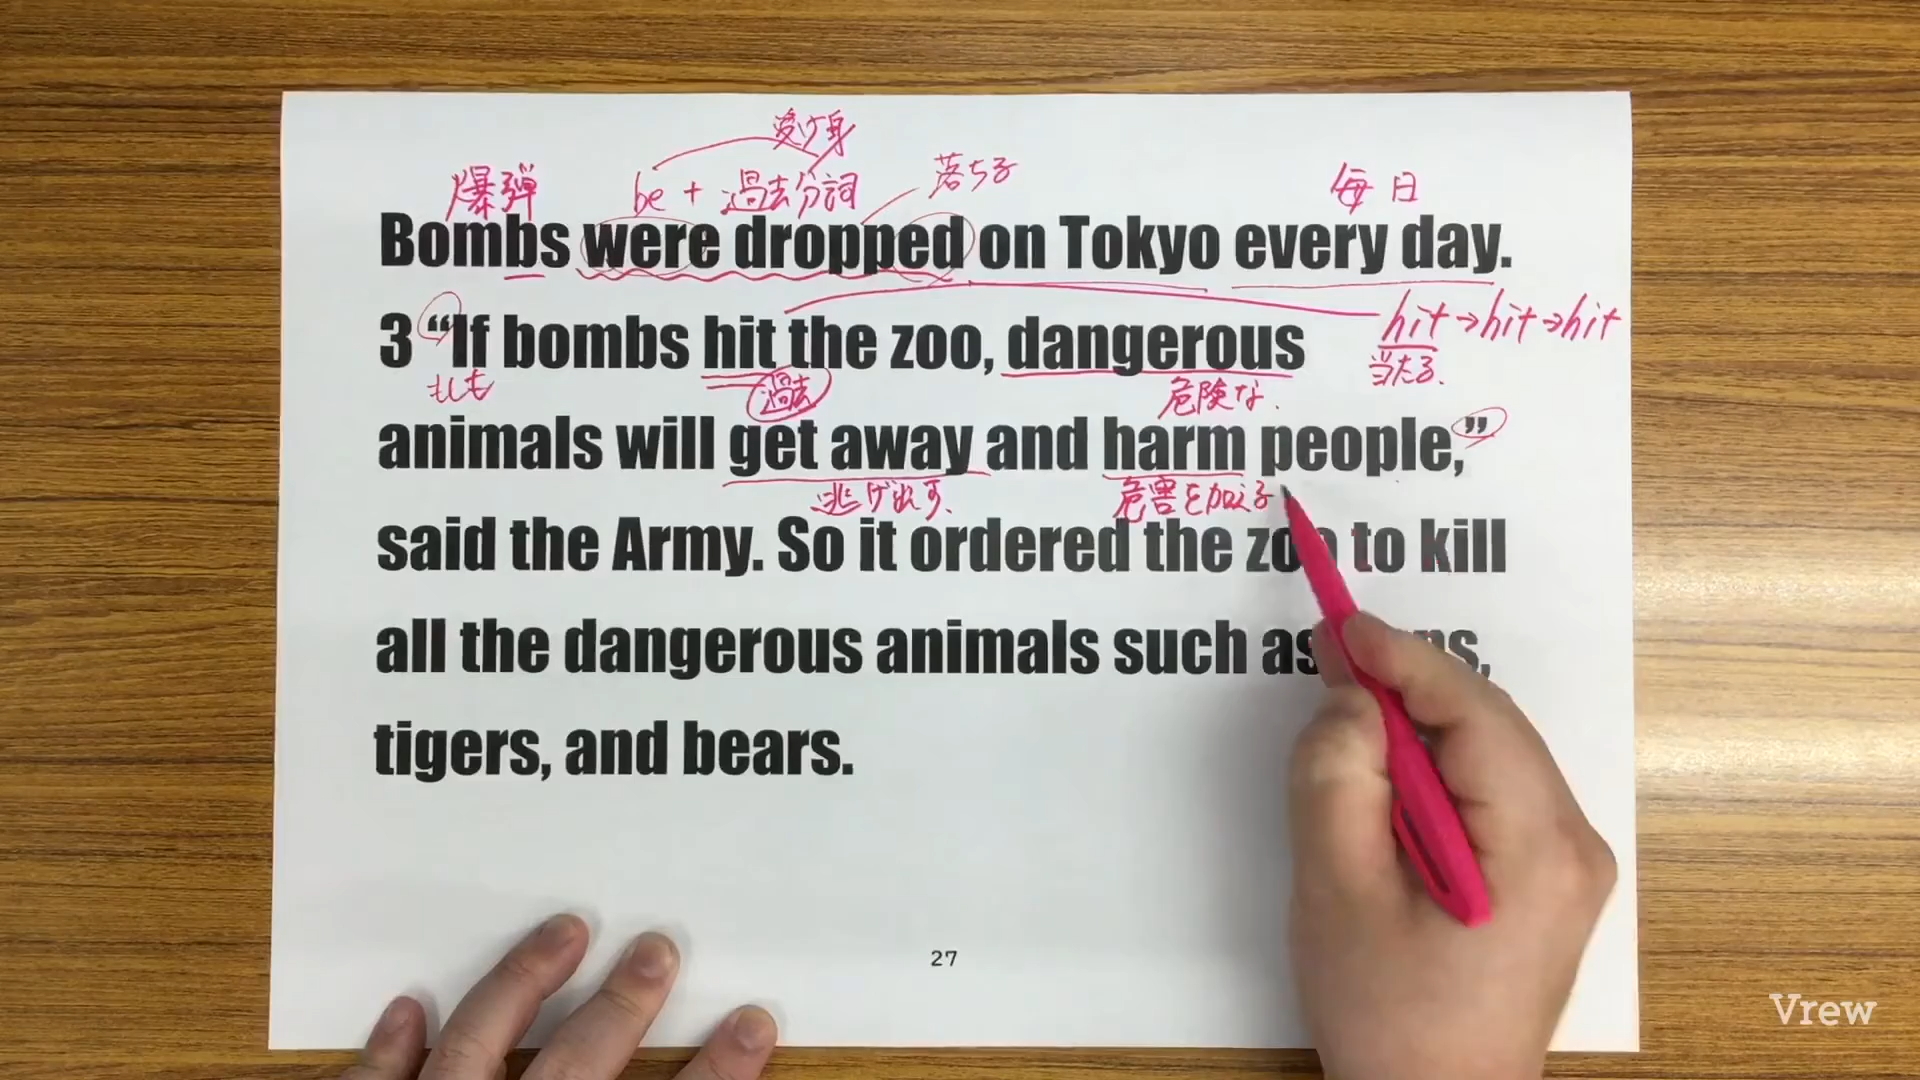 受け身
爆弾 be + 過去分詞 落ちる 毎日
Bombs were dropped on Tokyo every day.
hit→hit→hit
3 “If bombs hit the zoo, dangerous
もしも 過去 危険な. 当たる.
animals will get away and harm people,”
逃げ出す. 危害を加える
said the Army. So it ordered the zoo to kill
all the dangerous animals such as
tigers, and bears.
27
Vrew